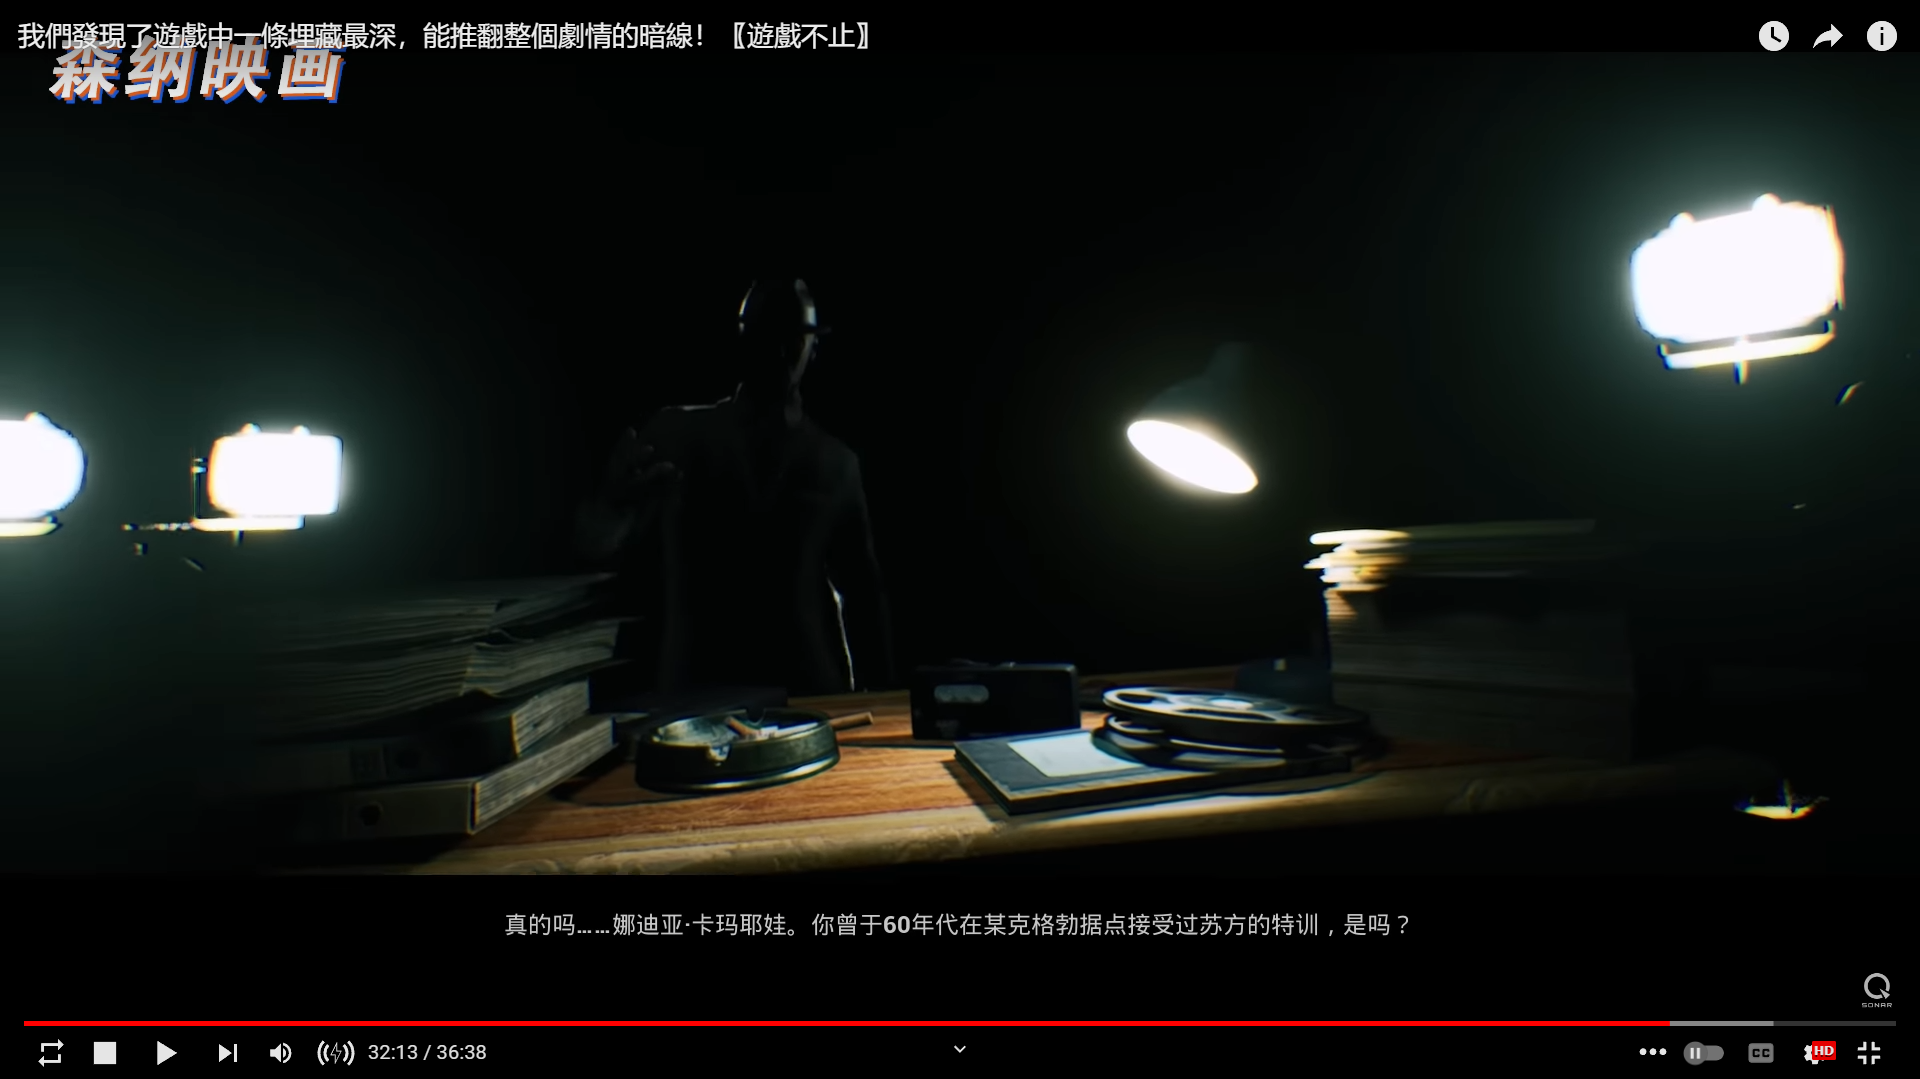 我們發現了遊戲中一條埋藏最深，能推翻整個劇情的暗線！〖遊戲不止〗
森纳映画
真的吗……娜迪亚·卡玛耶娃。你曾于60年代在某克格勃据点接受过苏方的特训，是吗？
SONAR
32:13 / 36:38
CC
HD